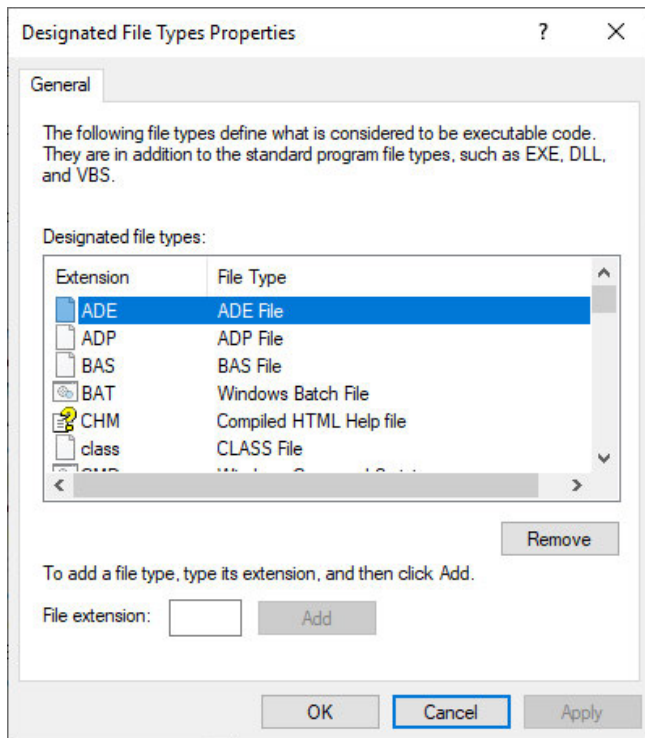 Designated File Types Properties
General
The following file types define what is considered to be executable code.
They are in addition to the standard program file types, such as EXE, DLL,
and VBS.
Designated file types:
Extension File Type
ADE ADE File
ADP ADP File
BAS BAS File
BAT Windows Batch File
CHM Compiled HTML Help file
class CLASS File
Remove
To add a file type, type its extension, and then click Add.
File extension: Add
OK Cancel Apply